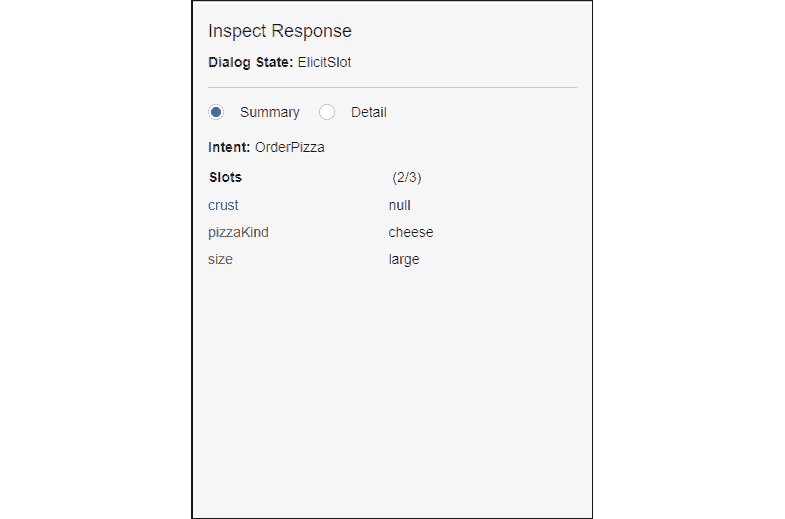 Inspect Response
Dialog State: ElicitSlot
Summary Detail
Intent: OrderPizza
Slots (2/3)
crust null
pizzaKind cheese
size large